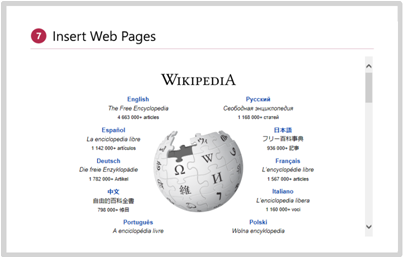 7 Insert Web Pages
WIKIPEDIA
English
The Free Encyclopedia
4 663 000+ articles
Русский
Свободная энциклопедия
1 168 000+ статей
Español
La enciclopedia libre
1 142 000+ artículos
日本語
フリー百科事典
936 000+ 記事
Deutsch
Die freie Enzyklopädie
1 782 000+ Artikel
Français
L'encyclopédie libre
1 567 000+ articles
中文
自由的百科全書
798 000+ 條目
Italiano
L'enciclopedia libera
1 160 000+ voci
Português
A enciclopédia livre
Polski
Wolna encyklopedia
Ω
W
維
И